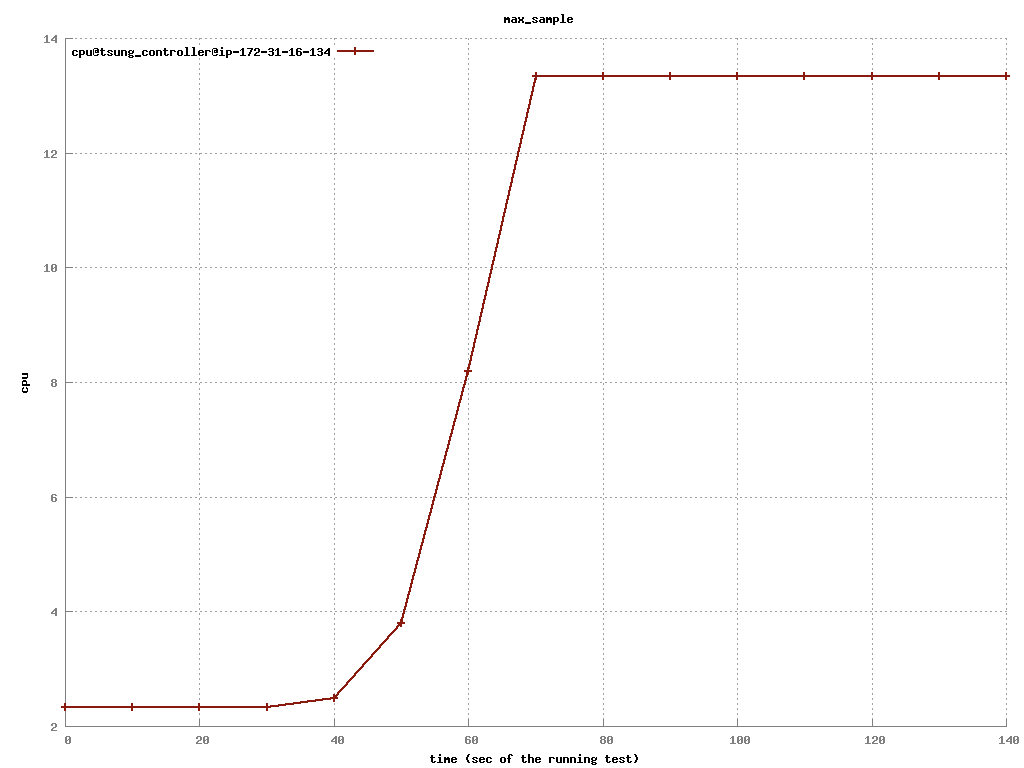 max_sample
cpu@tsung_controller@ip-172-31-16-134
14
12
10
8
6
4
2
cpu
0 20 40 60 80 100 120 140
time (sec of the running test)